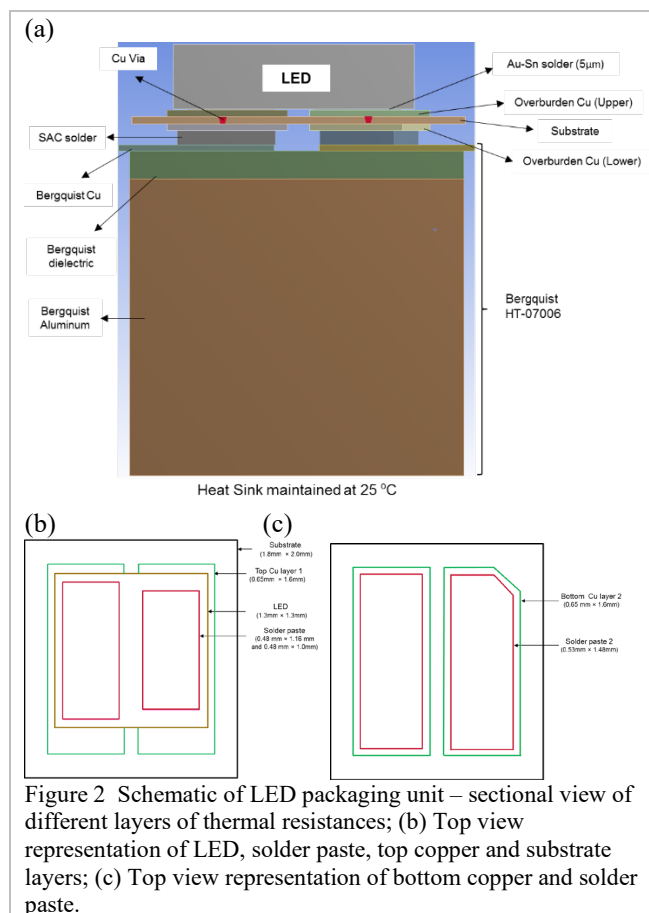 (a)
Cu Via
LED
Au-Sn solder (5µm)
Overburden Cu (Upper)
SAC solder
Substrate
Overburden Cu (Lower)
Bergquist Cu
Bergquist
dielectric
Bergquist
Aluminum
Bergquist
HT-07006
Heat Sink maintained at 25 °C
(b)
Substrate
(1.8mm × 2.0mm)
Top Cu layer 1
(0.65mm × 1.6mm)
LED
(1.3mm × 1.3mm)
Solder paste
(0.48 mm × 1.16 mm
and 0.48 mm × 1.0mm)
(c)
Bottom Cu layer 2
(0.65 mm × 1.6mm)
Solder paste 2
(0.53mm × 1.48mm)
Figure 2 Schematic of LED packaging unit – sectional view of
different layers of thermal resistances; (b) Top view
representation of LED, solder paste, top copper and substrate
layers; (c) Top view representation of bottom copper and solder
paste.